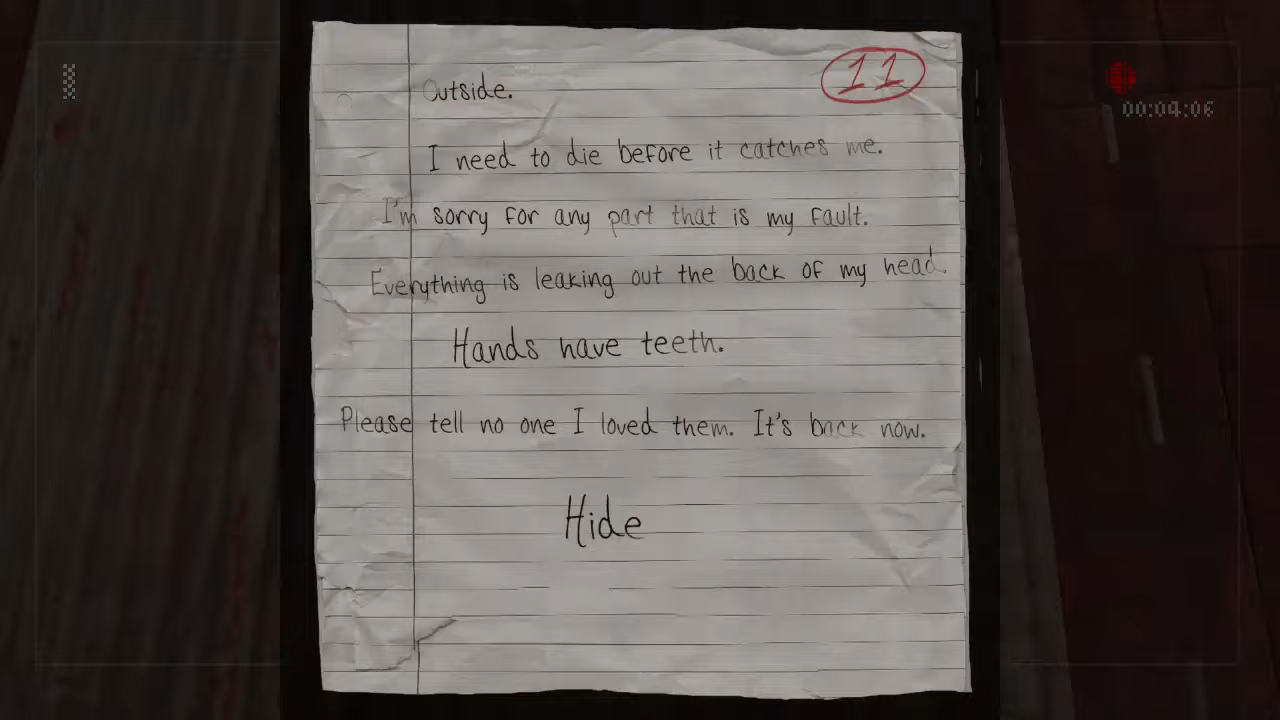 11
Outside.
00:04:06
I need to die before it catches me.
I'm sorry for any part that is my fault.
Everything is leaking out the back of my head.
Hands have teeth.
Please tell no one I loved them. It's back now.
Hide